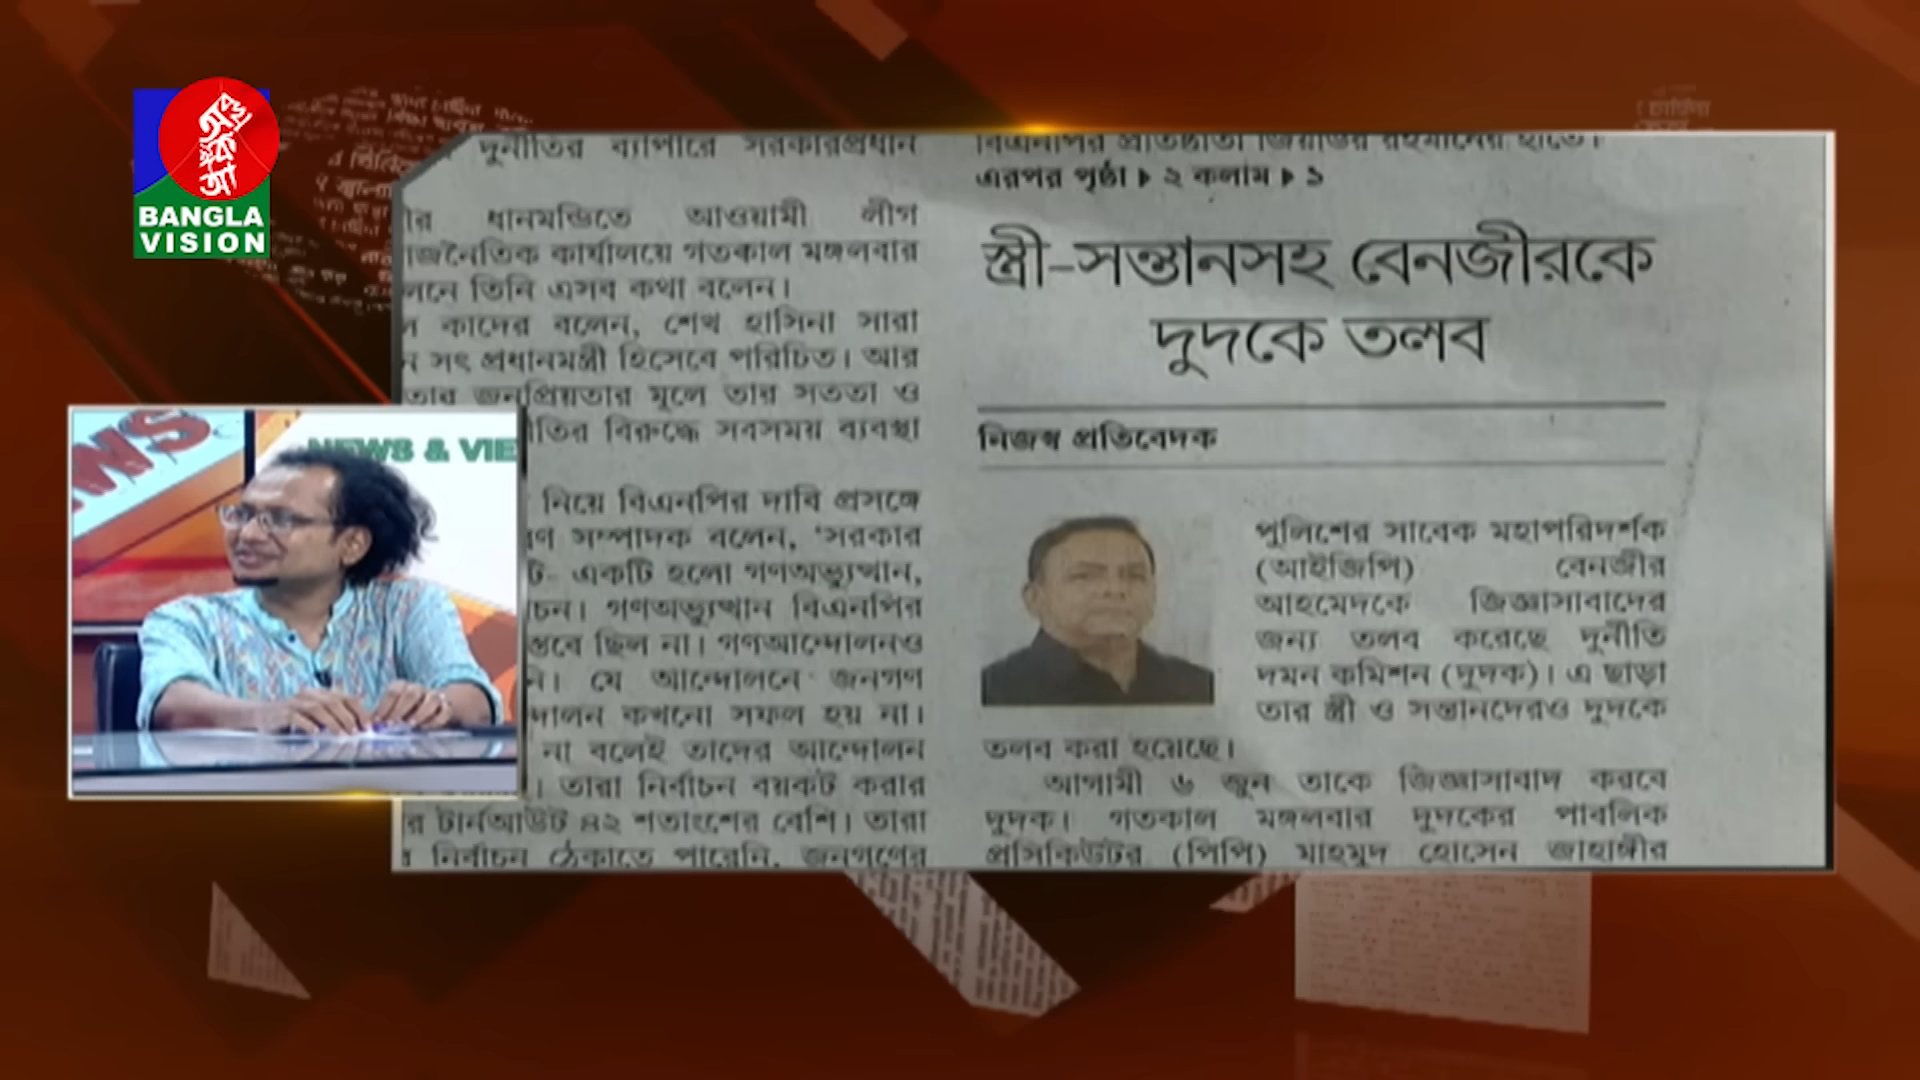 BANGLA
VISION
NEWS & VIE
দুর্নীতির ব্যাপারে সরকারপ্রধান
ধানমন্ডিতে আওয়ামী লীগ
কার্যালয়ে গতকাল মঙ্গলবার
তিনি এসব কথা বলেন।
কাদের বলেন, শেখ হাসিনা সারা
সৎ প্রধানমন্ত্রী হিসেবে পরিচিত। আর
তার জনপ্রিয়তার মূলে তার সততা ও
বিরুদ্ধে সবসময় ব্যবস্থা
নিয়ে বিএনপির দাবি প্রসঙ্গে
সম্পাদক বলেন, ‘সরকার
একটি হলো গণঅভ্যুত্থান,
গণঅভ্যুত্থান বিএনপির
ছিল না। গণআন্দোলনও
যে আন্দোলনে জনগণ
কখনো সফল হয় না।
না বলেই তাদের আন্দোলন
তারা নির্বাচন বয়কট করার
টার্নআউট ৪২ শতাংশের বেশি। তারা
নির্বাচন ঠেকাতে পারেনি, জনগণের
বিএনপির প্রতিষ্ঠাতা জিয়াউর রহমানের হাতে।
এরপর পৃষ্ঠা ▶ ২ কলাম ▶ ১
স্ত্রী-সন্তানসহ বেনজীরকে
দুদকে তলব
নিজস্ব প্রতিবেদক
পুলিশের সাবেক মহাপরিদর্শক
(আইজিপি) বেনজীর
আহমেদকে জিজ্ঞাসাবাদের
জন্য তলব করেছে দুর্নীতি
দমন কমিশন (দুদক)। এ ছাড়া
তার স্ত্রী ও সন্তানদেরও দুদকে
তলব করা হয়েছে।
আগামী ৬ জুন তাকে জিজ্ঞাসাবাদ করবে
দুদক। গতকাল মঙ্গলবার দুদকের পাবলিক
প্রসিকিউটর (পিপি) মাহমুদ হোসেন জাহাঙ্গীর